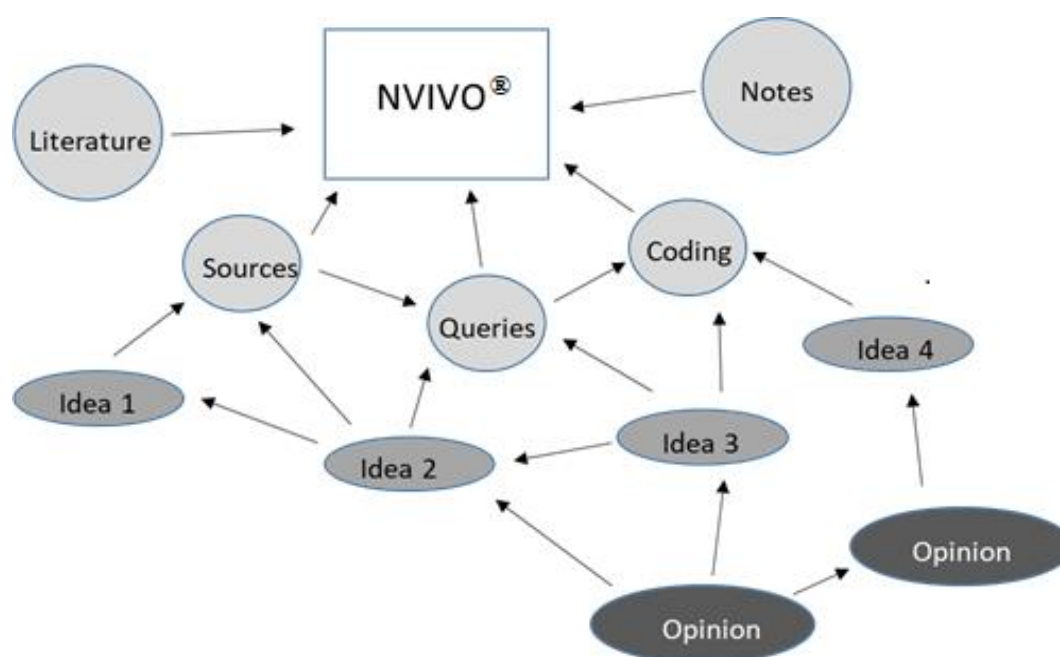 NVIVO®
Notes
Literature
Coding
Sources
Queries
Idea 4
Idea 1
Idea 3
Idea 2
Opinion
Opinion